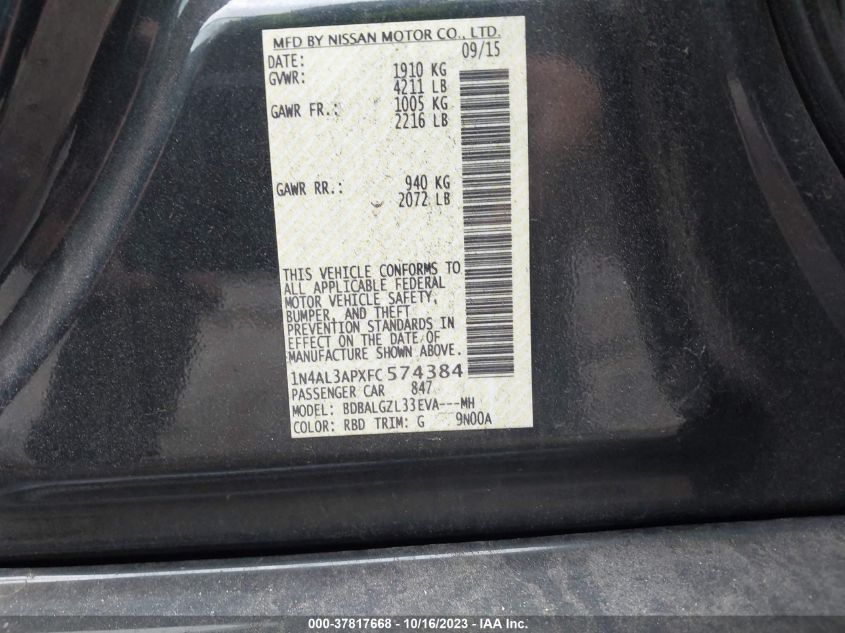 MFD BY NISSAN MOTOR CO., LTD.
DATE: 09/15
GVWR: 1910 KG
4211 LB
GAWR FR.: 1005 KG
2216 LB
GAWR RR.: 940 KG
2072 LB
THIS VEHICLE CONFORMS TO
ALL APPLICABLE FEDERAL
MOTOR VEHICLE SAFETY,
BUMPER, AND THEFT
PREVENTION STANDARDS IN
EFFECT ON THE DATE OF
MANUFACTURE SHOWN ABOVE.
1N4AL3APXFC 574384
PASSENGER CAR 847
MODEL: BDBALGZL33EVA---MH
COLOR: RBD TRIM: G 9N00A
000-37817668 - 10/16/2023 - IAA Inc.